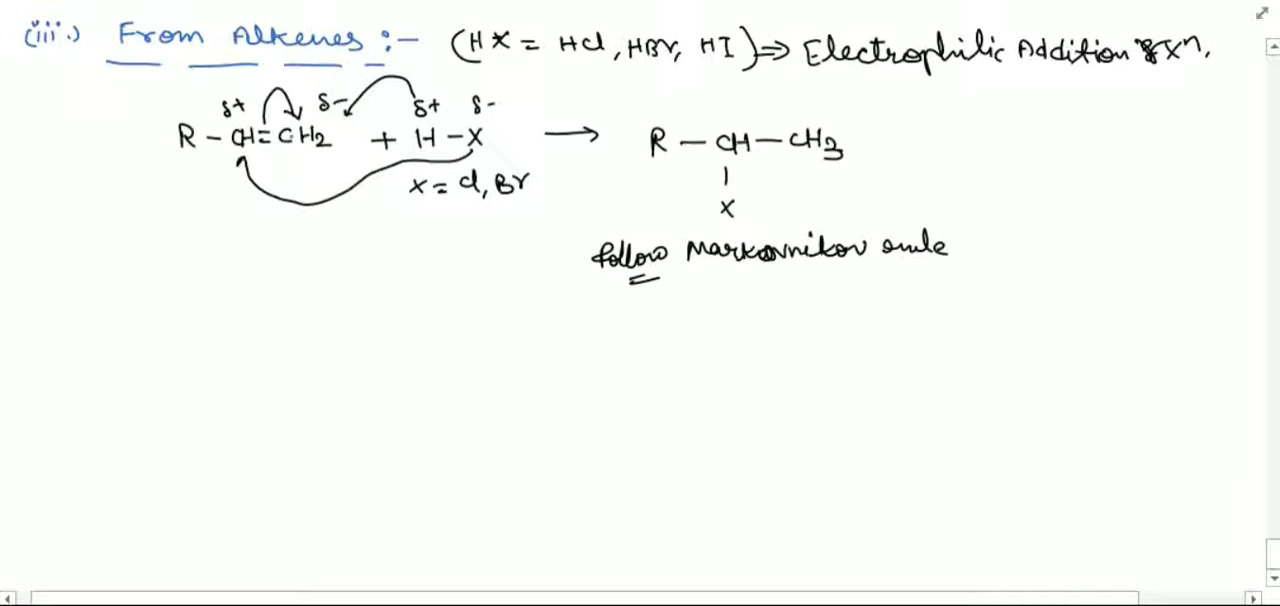 (iii.) From Alkenes :- (HX = HCl, HBr, HI) ⇒ Electrophilic Addition Rxn.
δ+ δ- δ+ δ-
R - CH = CH2 + H - X → R - CH - CH3
x = Cl, Br |
X
follow Markovnikov rule